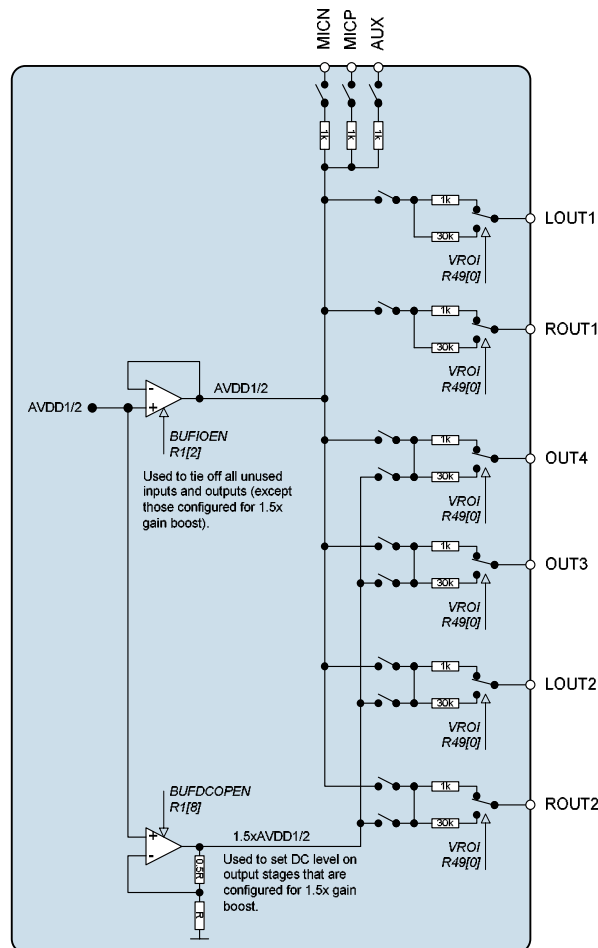 MICN
MICP
AUX
1k
1k
1k
1k
LOUT1
30k
VROI
R49[0]
1k
ROUT1
30k
VROI
R49[0]
AVDD1/2
-
+
AVDD1/2
BUFIOEN
R1[2]
Used to tie off all unused
inputs and outputs (except
those configured for 1.5x
gain boost).
1k
OUT4
30k
VROI
R49[0]
1k
OUT3
30k
VROI
R49[0]
1k
LOUT2
30k
VROI
R49[0]
BUFDCOPEN
R1[8]
1k
ROUT2
30k
VROI
R49[0]
+
-
1.5xAVDD1/2
0.5R
Used to set DC level on
output stages that are
configured for 1.5x gain
boost.
R